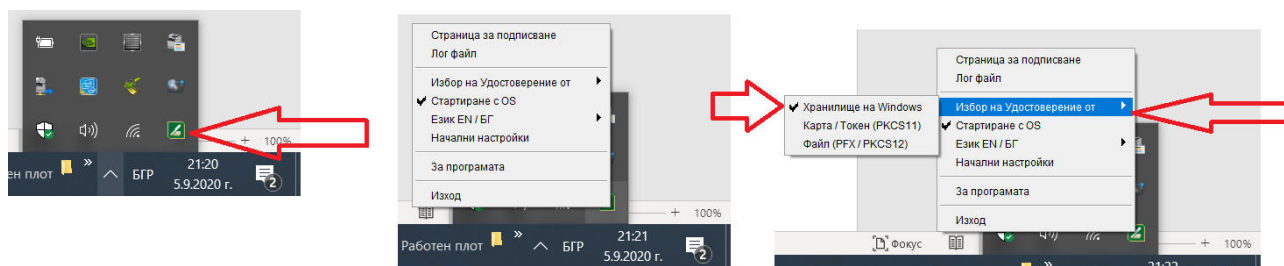 100%
ен плот
»
БГР
21:20
5.9.2020 г.
2
Страница за подписване
Лог файл
Избор на Удостоверение от
Стартиране с OS
Език EN / БГ
Начални настройки
За програмата
Изход
100%
Работен плот
»
БГР
21:21
5.9.2020 г.
2
Страница за подписване
Лог файл
Избор на Удостоверение от
Стартиране с OS
Език EN / БГ
Начални настройки
За програмата
Изход
Хранилище на Windows
Карта / Токен (PKCS11)
Файл (PFX / PKCS12)
Фокус
100%